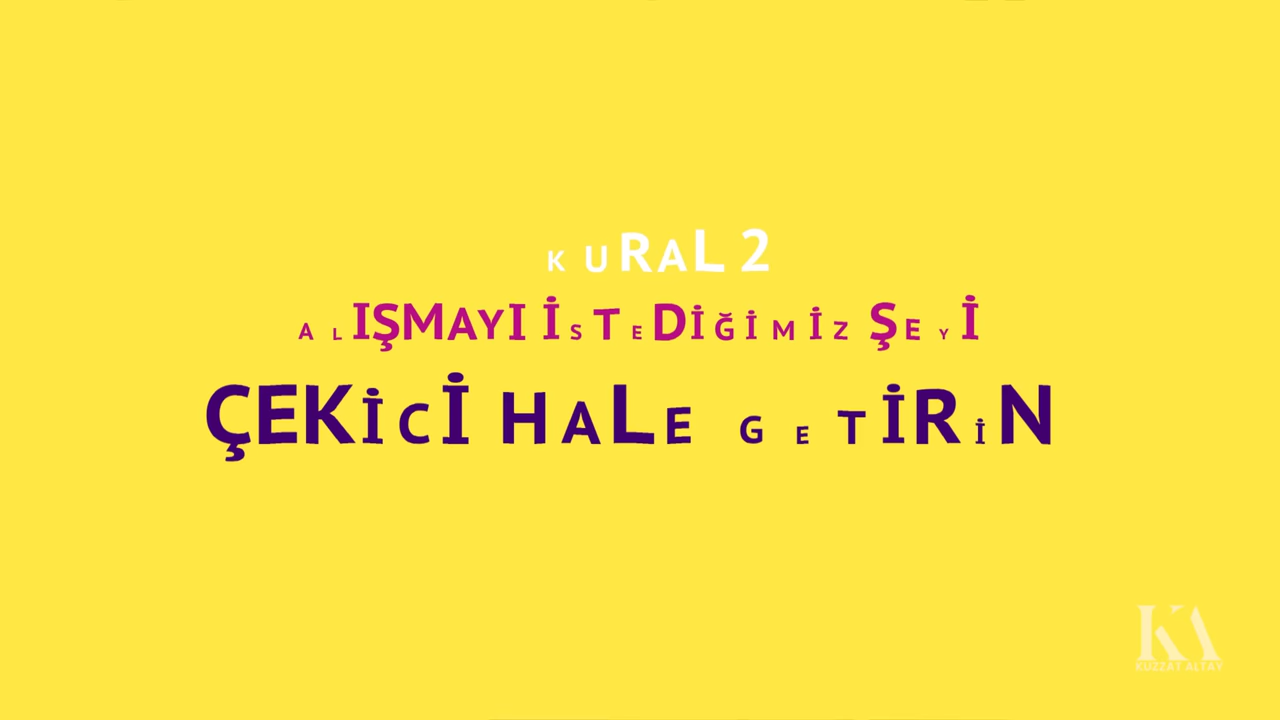 KURAL 2
ALIŞMAYI İSTEDİĞİMİZ ŞEYİ
ÇEKİCİ HALE GETİRİN
KA
KUZZAT ALTAY